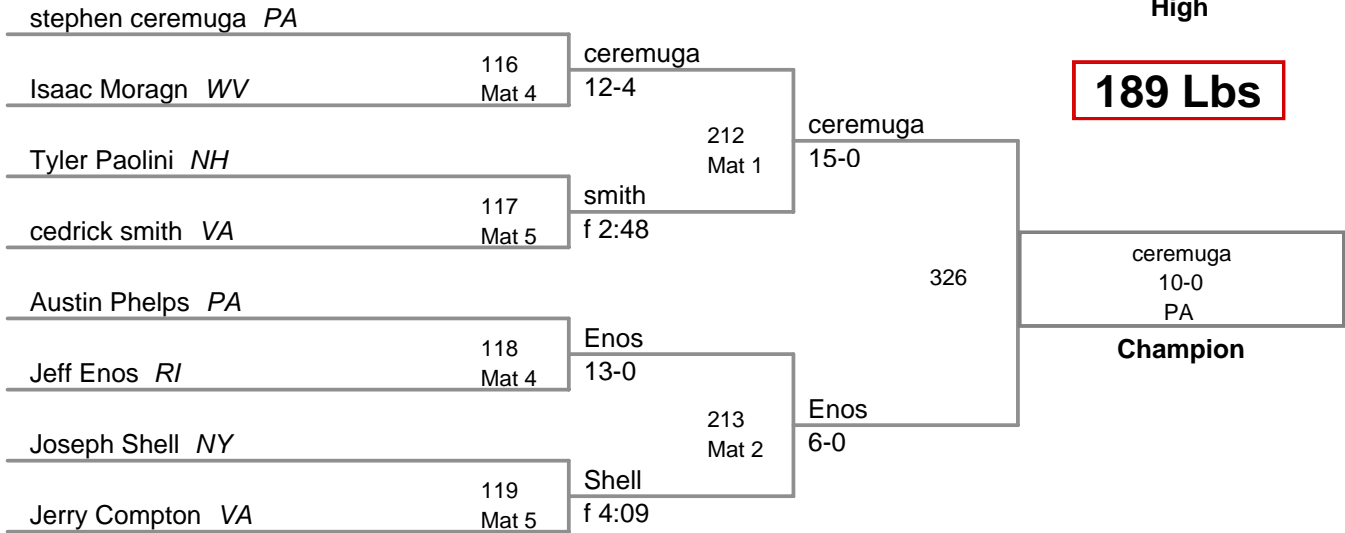 High
189 Lbs
stephen ceremuga PA
116
Mat 4
Isaac Moragn WV
ceremuga
12-4
Tyler Paolini NH
117
Mat 5
cedrick smith VA
smith
f 2:48
212
Mat 1
ceremuga
15-0
Austin Phelps PA
118
Mat 4
Jeff Enos RI
Enos
13-0
Joseph Shell NY
119
Mat 5
Jerry Compton VA
Shell
f 4:09
213
Mat 2
Enos
6-0
326
ceremuga
10-0
PA
Champion